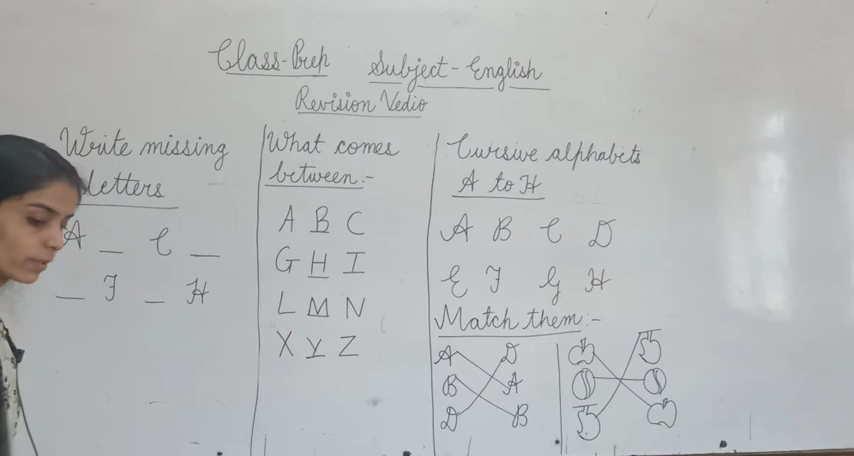 Class-Prep Subject-English
Revision Vedio
Write missing
letters
A _ C _
_ F _ H
What comes
between:-
A B C
G H I
L M N
X Y Z
Cursive alphabets
A to H
A B C D
E F G H
Match them:-
A D
B A
D B